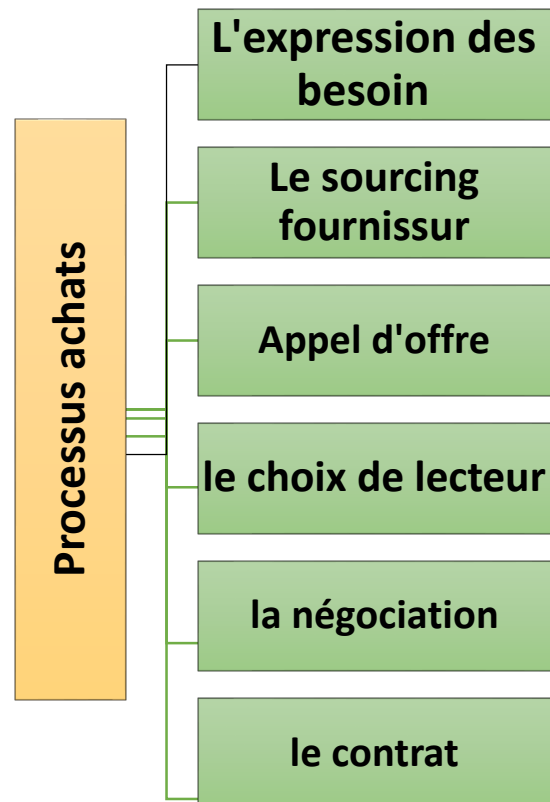 Processus achats
L'expression des
besoin
Le sourcing
fournissur
Appel d'offre
le choix de lecteur
la négociation
le contrat